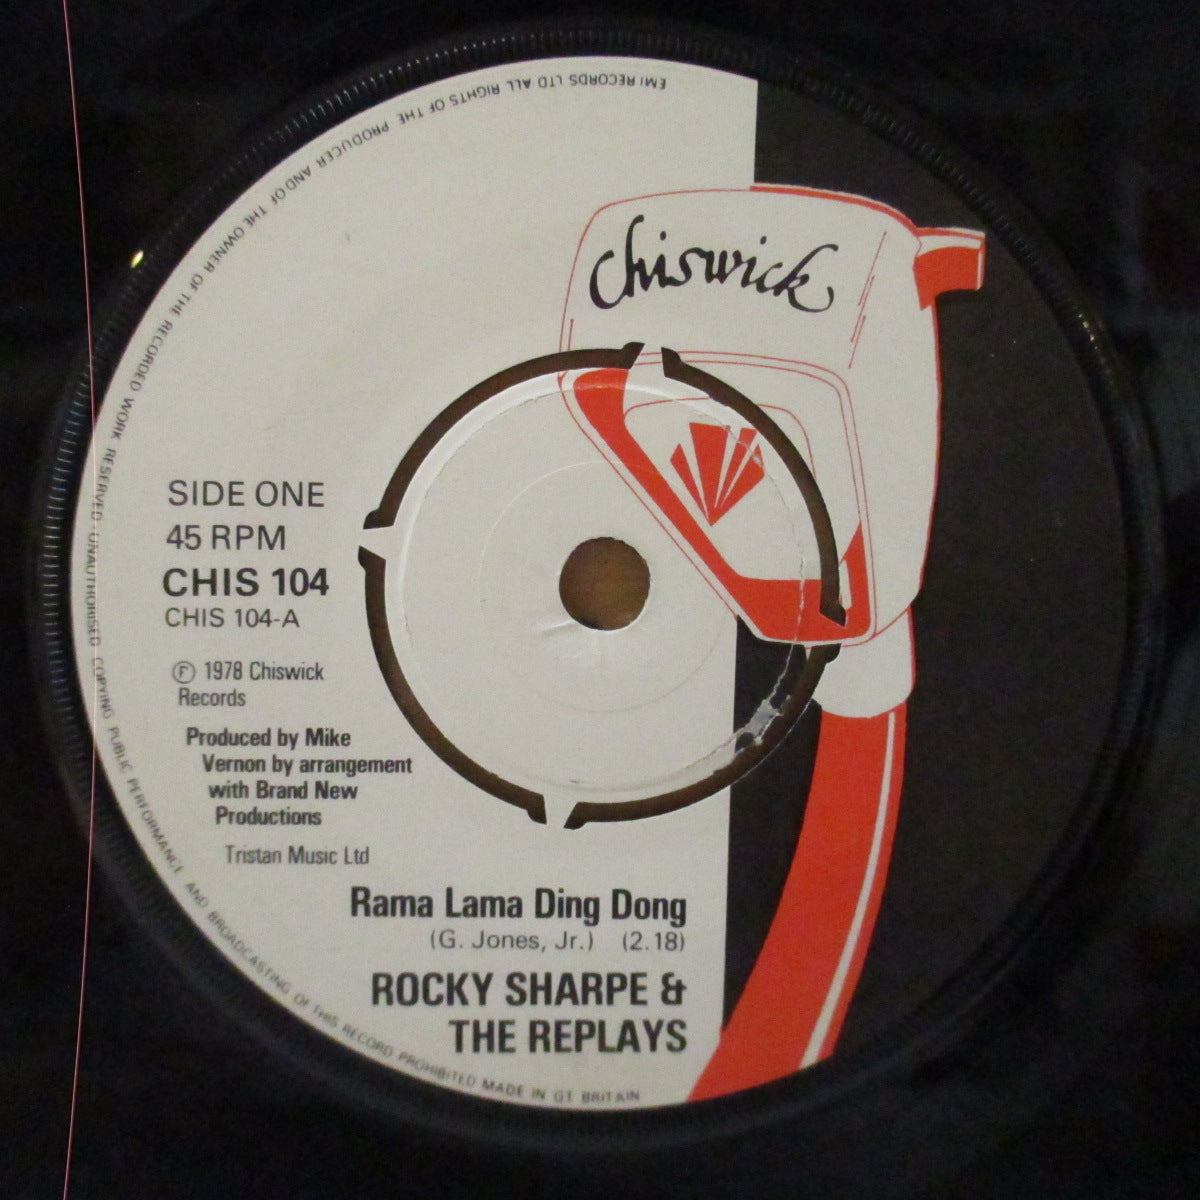 EMI RECORDS LTD ALL RIGHTS OF THE PRODUCER AND OF THE OWNER OF THE RECORDED WORK RESERVED · UNAUTHORISED COPYING PUBLIC PERFORMANCE AND BROADCASTING OF THIS RECORD PROHIBITED MADE IN GT BRITAIN
Chiswick
SIDE ONE
45 RPM
CHIS 104
CHIS 104-A
Ⓟ 1978 Chiswick
Records
Produced by Mike
Vernon by arrangement
with Brand New
Productions
Tristan Music Ltd
Rama Lama Ding Dong
(G. Jones, Jr.) (2.18)
ROCKY SHARPE &
THE REPLAYS